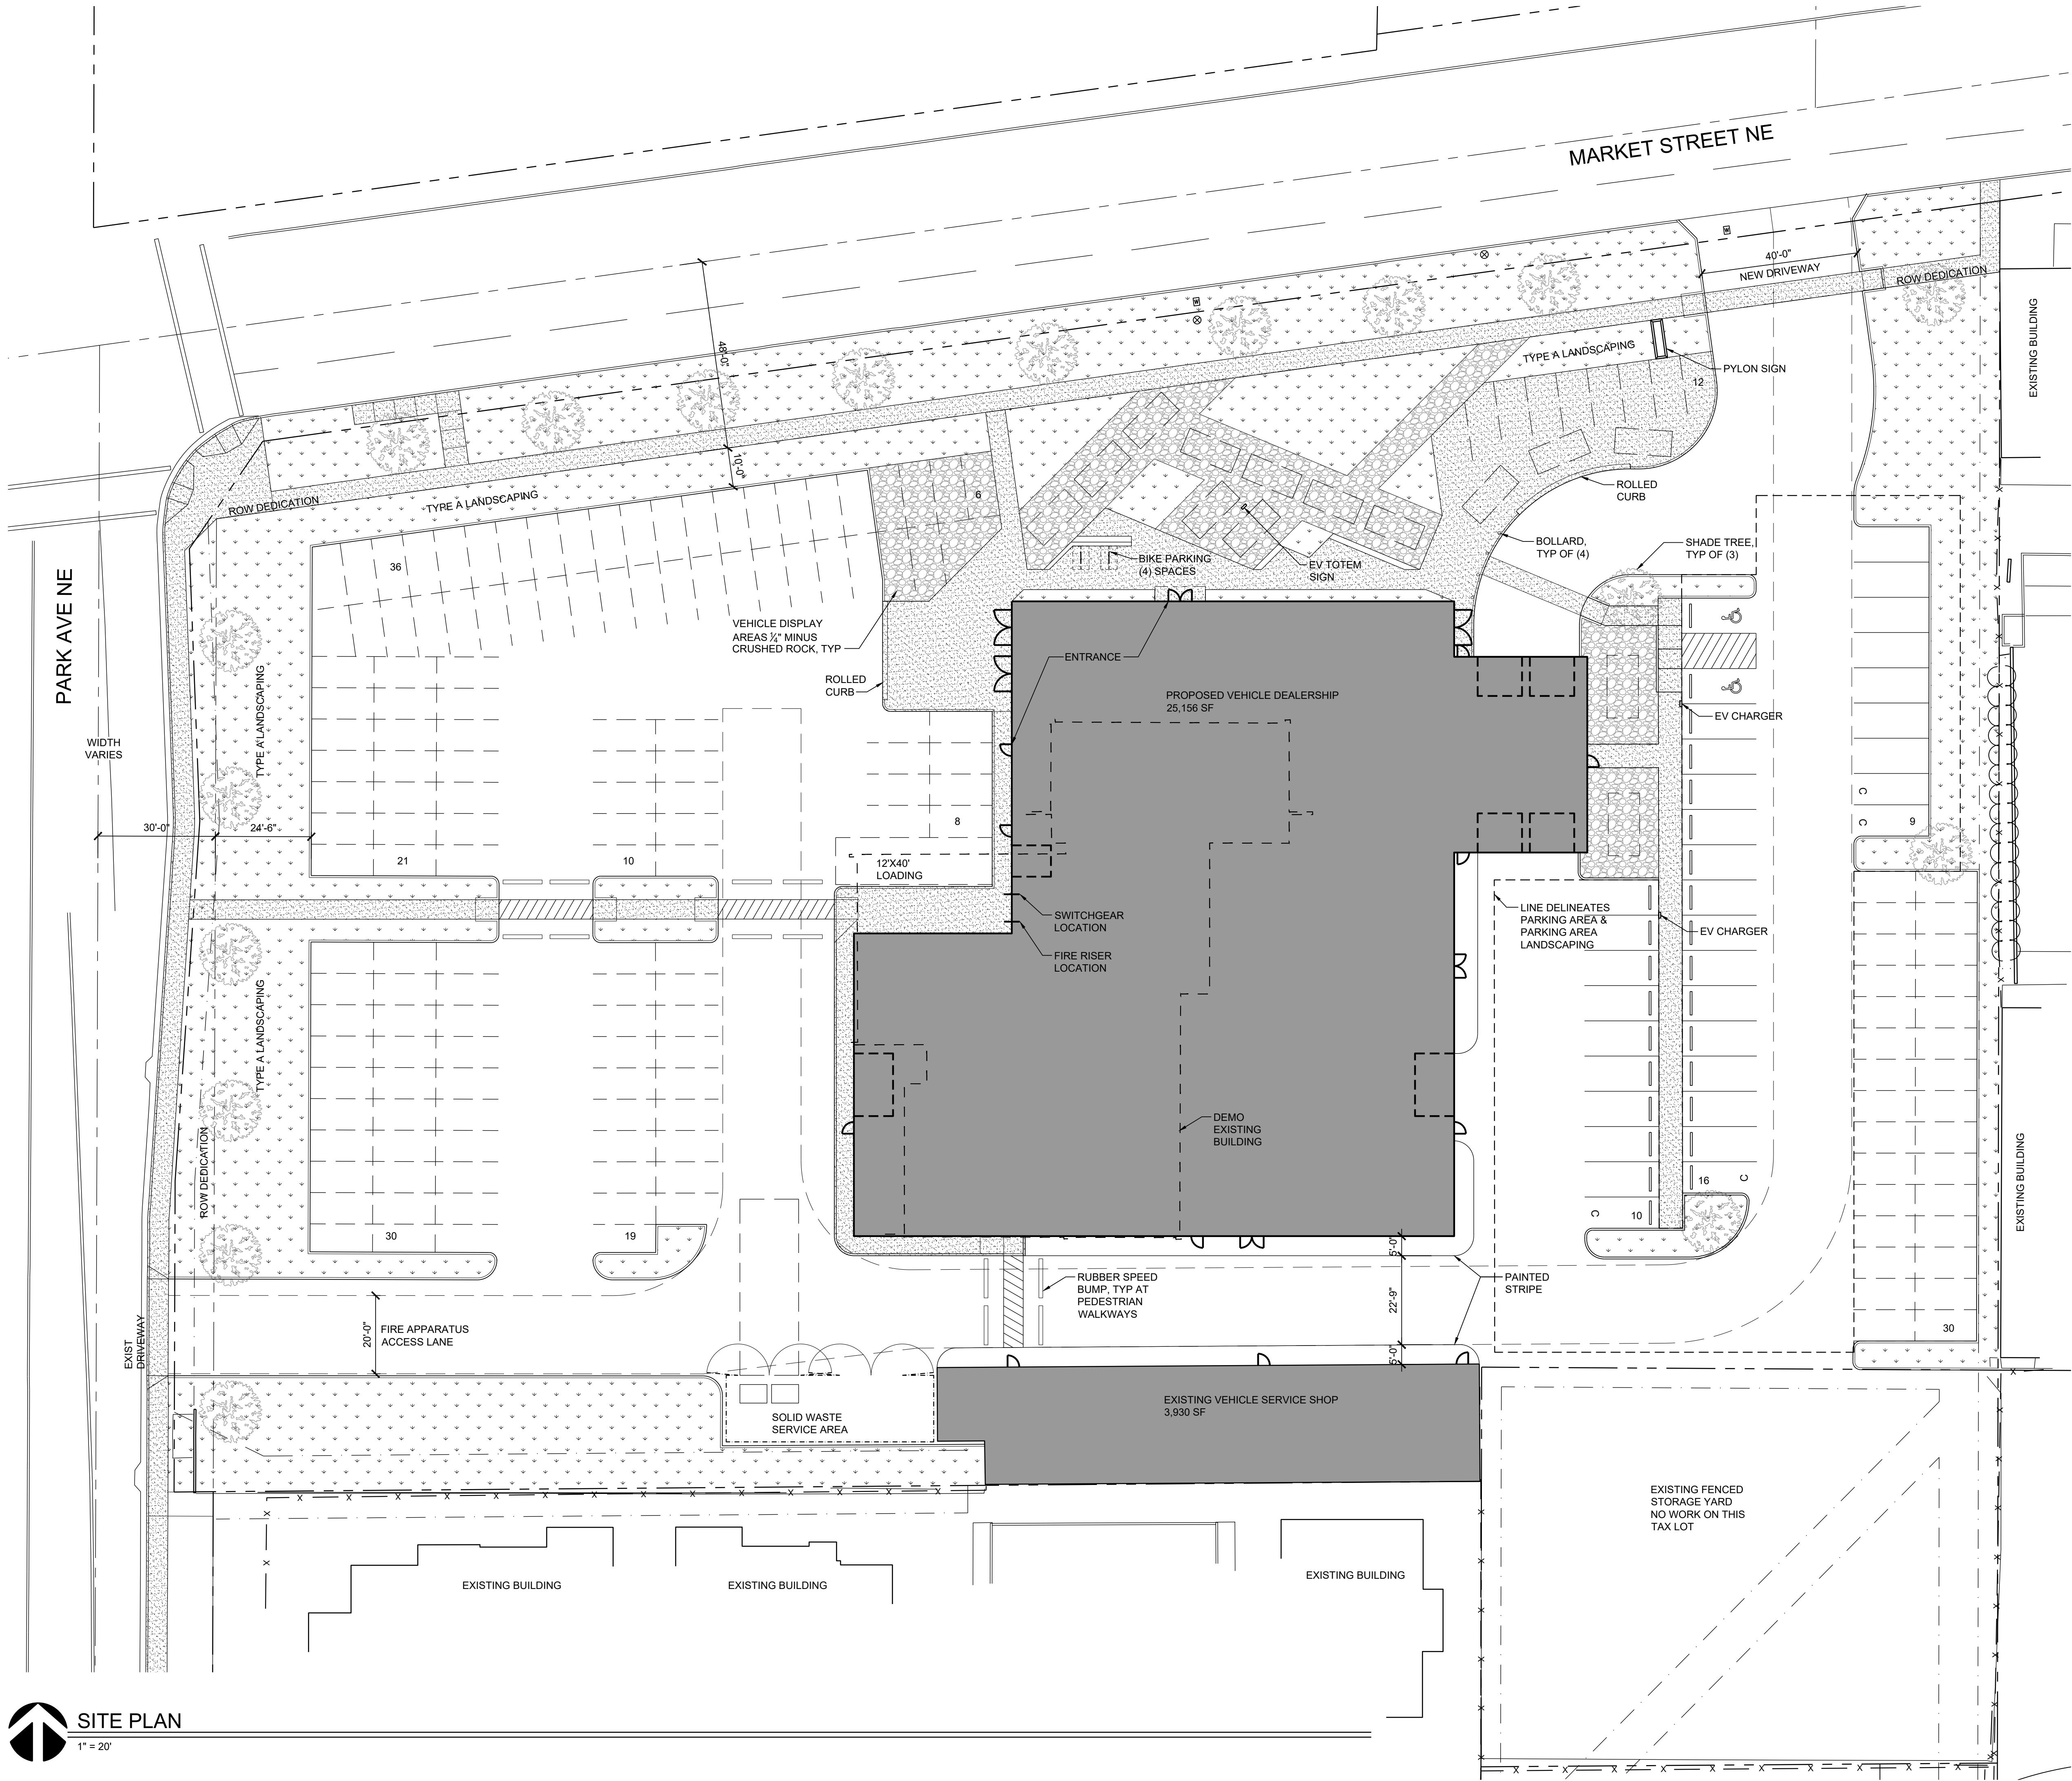 MARKET STREET NE
40'-0"
NEW DRIVEWAY
ROW DEDICATION
EXISTING BUILDING
48'-0"
TYPE A LANDSCAPING
PYLON SIGN
12
10'-0"
ROLLED
CURB
6
ROW DEDICATION
TYPE A LANDSCAPING
BOLLARD,
TYP OF (4)
SHADE TREE,
TYP OF (3)
BIKE PARKING
(4) SPACES
EV TOTEM
SIGN
36
PARK AVE NE
VEHICLE DISPLAY
AREAS ¼" MINUS
CRUSHED ROCK, TYP
ENTRANCE
ROLLED
CURB
PROPOSED VEHICLE DEALERSHIP
25,156 SF
EV CHARGER
TYPE A LANDSCAPING
WIDTH
VARIES
C
C
9
30'-0"
24'-6"
8
21
10
12'X40'
LOADING
SWITCHGEAR
LOCATION
LINE DELINEATES
PARKING AREA &
PARKING AREA
LANDSCAPING
EV CHARGER
FIRE RISER
LOCATION
TYPE A LANDSCAPING
DEMO
EXISTING
BUILDING
EXISTING BUILDING
ROW DEDICATION
16
C
C
10
30
19
5'-0"
RUBBER SPEED
BUMP, TYP AT
PEDESTRIAN
WALKWAYS
PAINTED
STRIPE
22'-9"
30
EXIST
DRIVEWAY
20'-0"
FIRE APPARATUS
ACCESS LANE
5'-0"
SOLID WASTE
SERVICE AREA
EXISTING VEHICLE SERVICE SHOP
3,930 SF
EXISTING FENCED
STORAGE YARD
NO WORK ON THIS
TAX LOT
EXISTING BUILDING
EXISTING BUILDING
EXISTING BUILDING
SITE PLAN
1" = 20'